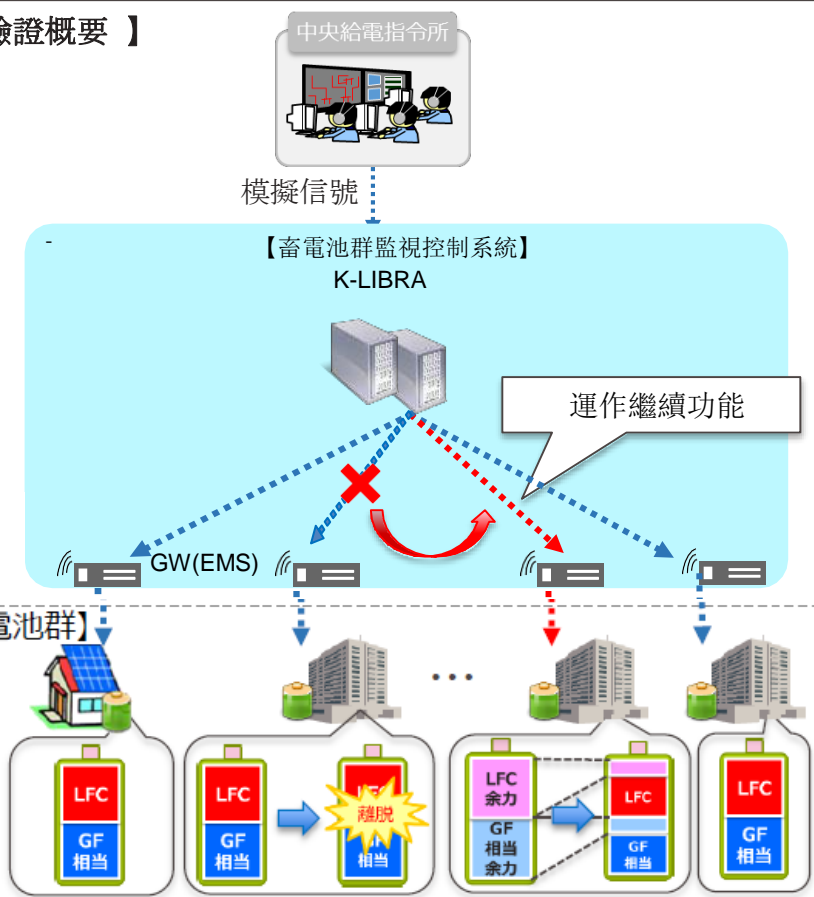 驗證概要 】
中央給電指令所
模擬信號
-
【畜電池群監視控制系統】
K-LIBRA
運作繼續功能
GW(EMS)
電池群】
•••
LFC
GF
相当
LFC
GF
相当
LFC
離脱
GF
相当
LFC
余力
GF
相当
余力
LFC
GF
相当
LFC
GF
相当